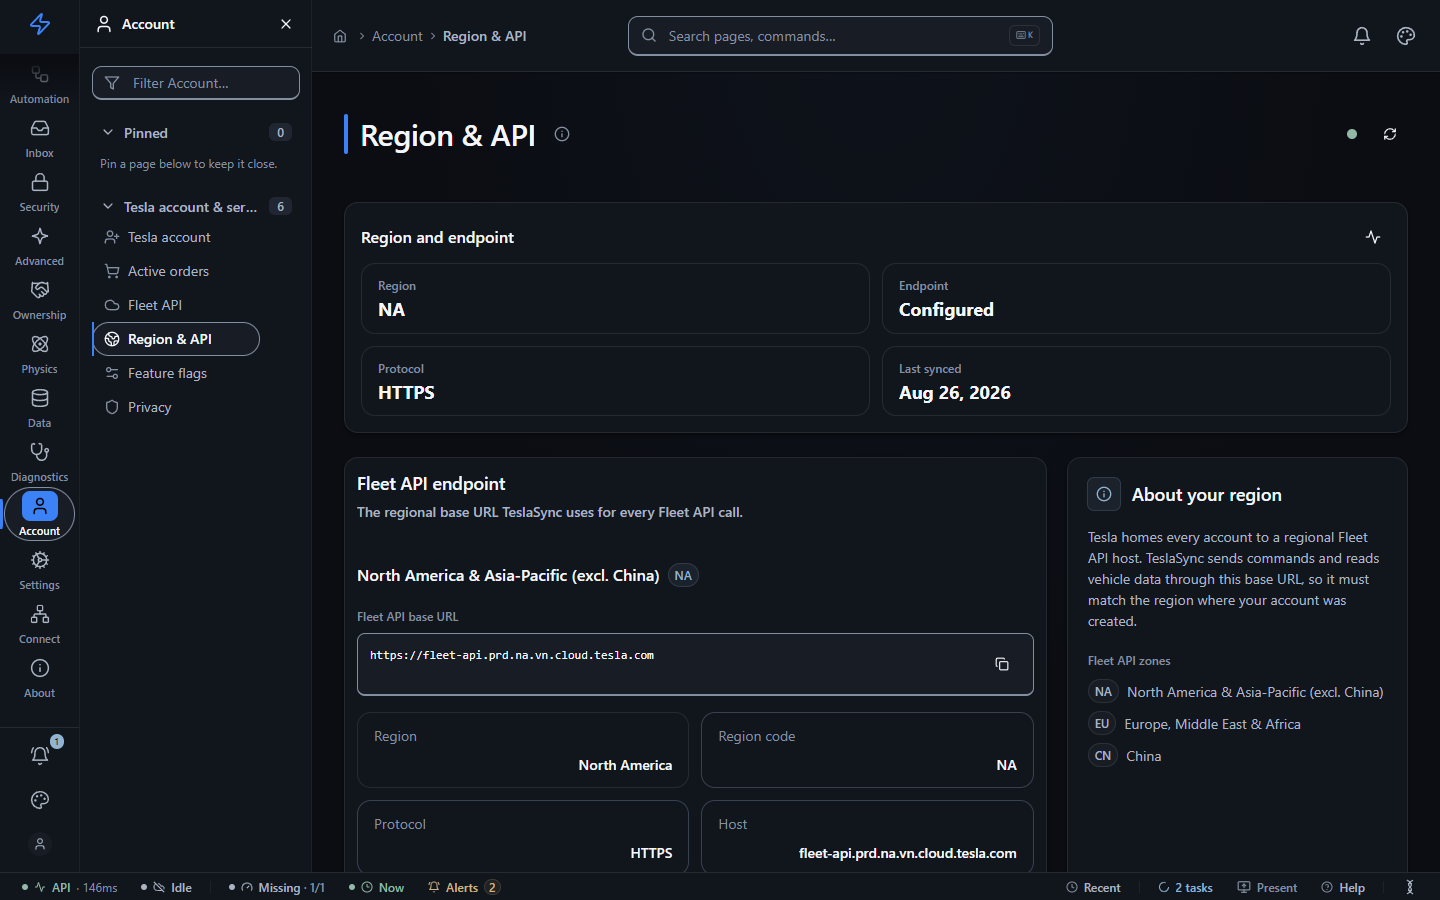 Automation
Inbox
Security
Advanced
Ownership
Physics
Data
Diagnostics
Account
Settings
Connect
About
1
Account
Filter Account...
Pinned 0
Pin a page below to keep it close.
Tesla account & ser... 6
Tesla account
Active orders
Fleet API
Region & API
Feature flags
Privacy
Account
Region & API
Search pages, commands...
K
Region & API
Region and endpoint
Region
NA
Endpoint
Configured
Protocol
HTTPS
Last synced
Aug 26, 2026
Fleet API endpoint
The regional base URL TeslaSync uses for every Fleet API call.
North America & Asia-Pacific (excl. China) NA
Fleet API base URL
https://fleet-api.prd.na.vn.cloud.tesla.com
Region
North America
Region code
NA
Protocol
HTTPS
Host
fleet-api.prd.na.vn.cloud.tesla.com
About your region
Tesla homes every account to a regional Fleet
API host. TeslaSync sends commands and reads
vehicle data through this base URL, so it must
match the region where your account was
created.
Fleet API zones
NA North America & Asia-Pacific (excl. China)
EU Europe, Middle East & Africa
CN China
API · 146ms
Idle
Missing · 1/1
Now
Alerts 2
Recent
2 tasks
Present
Help